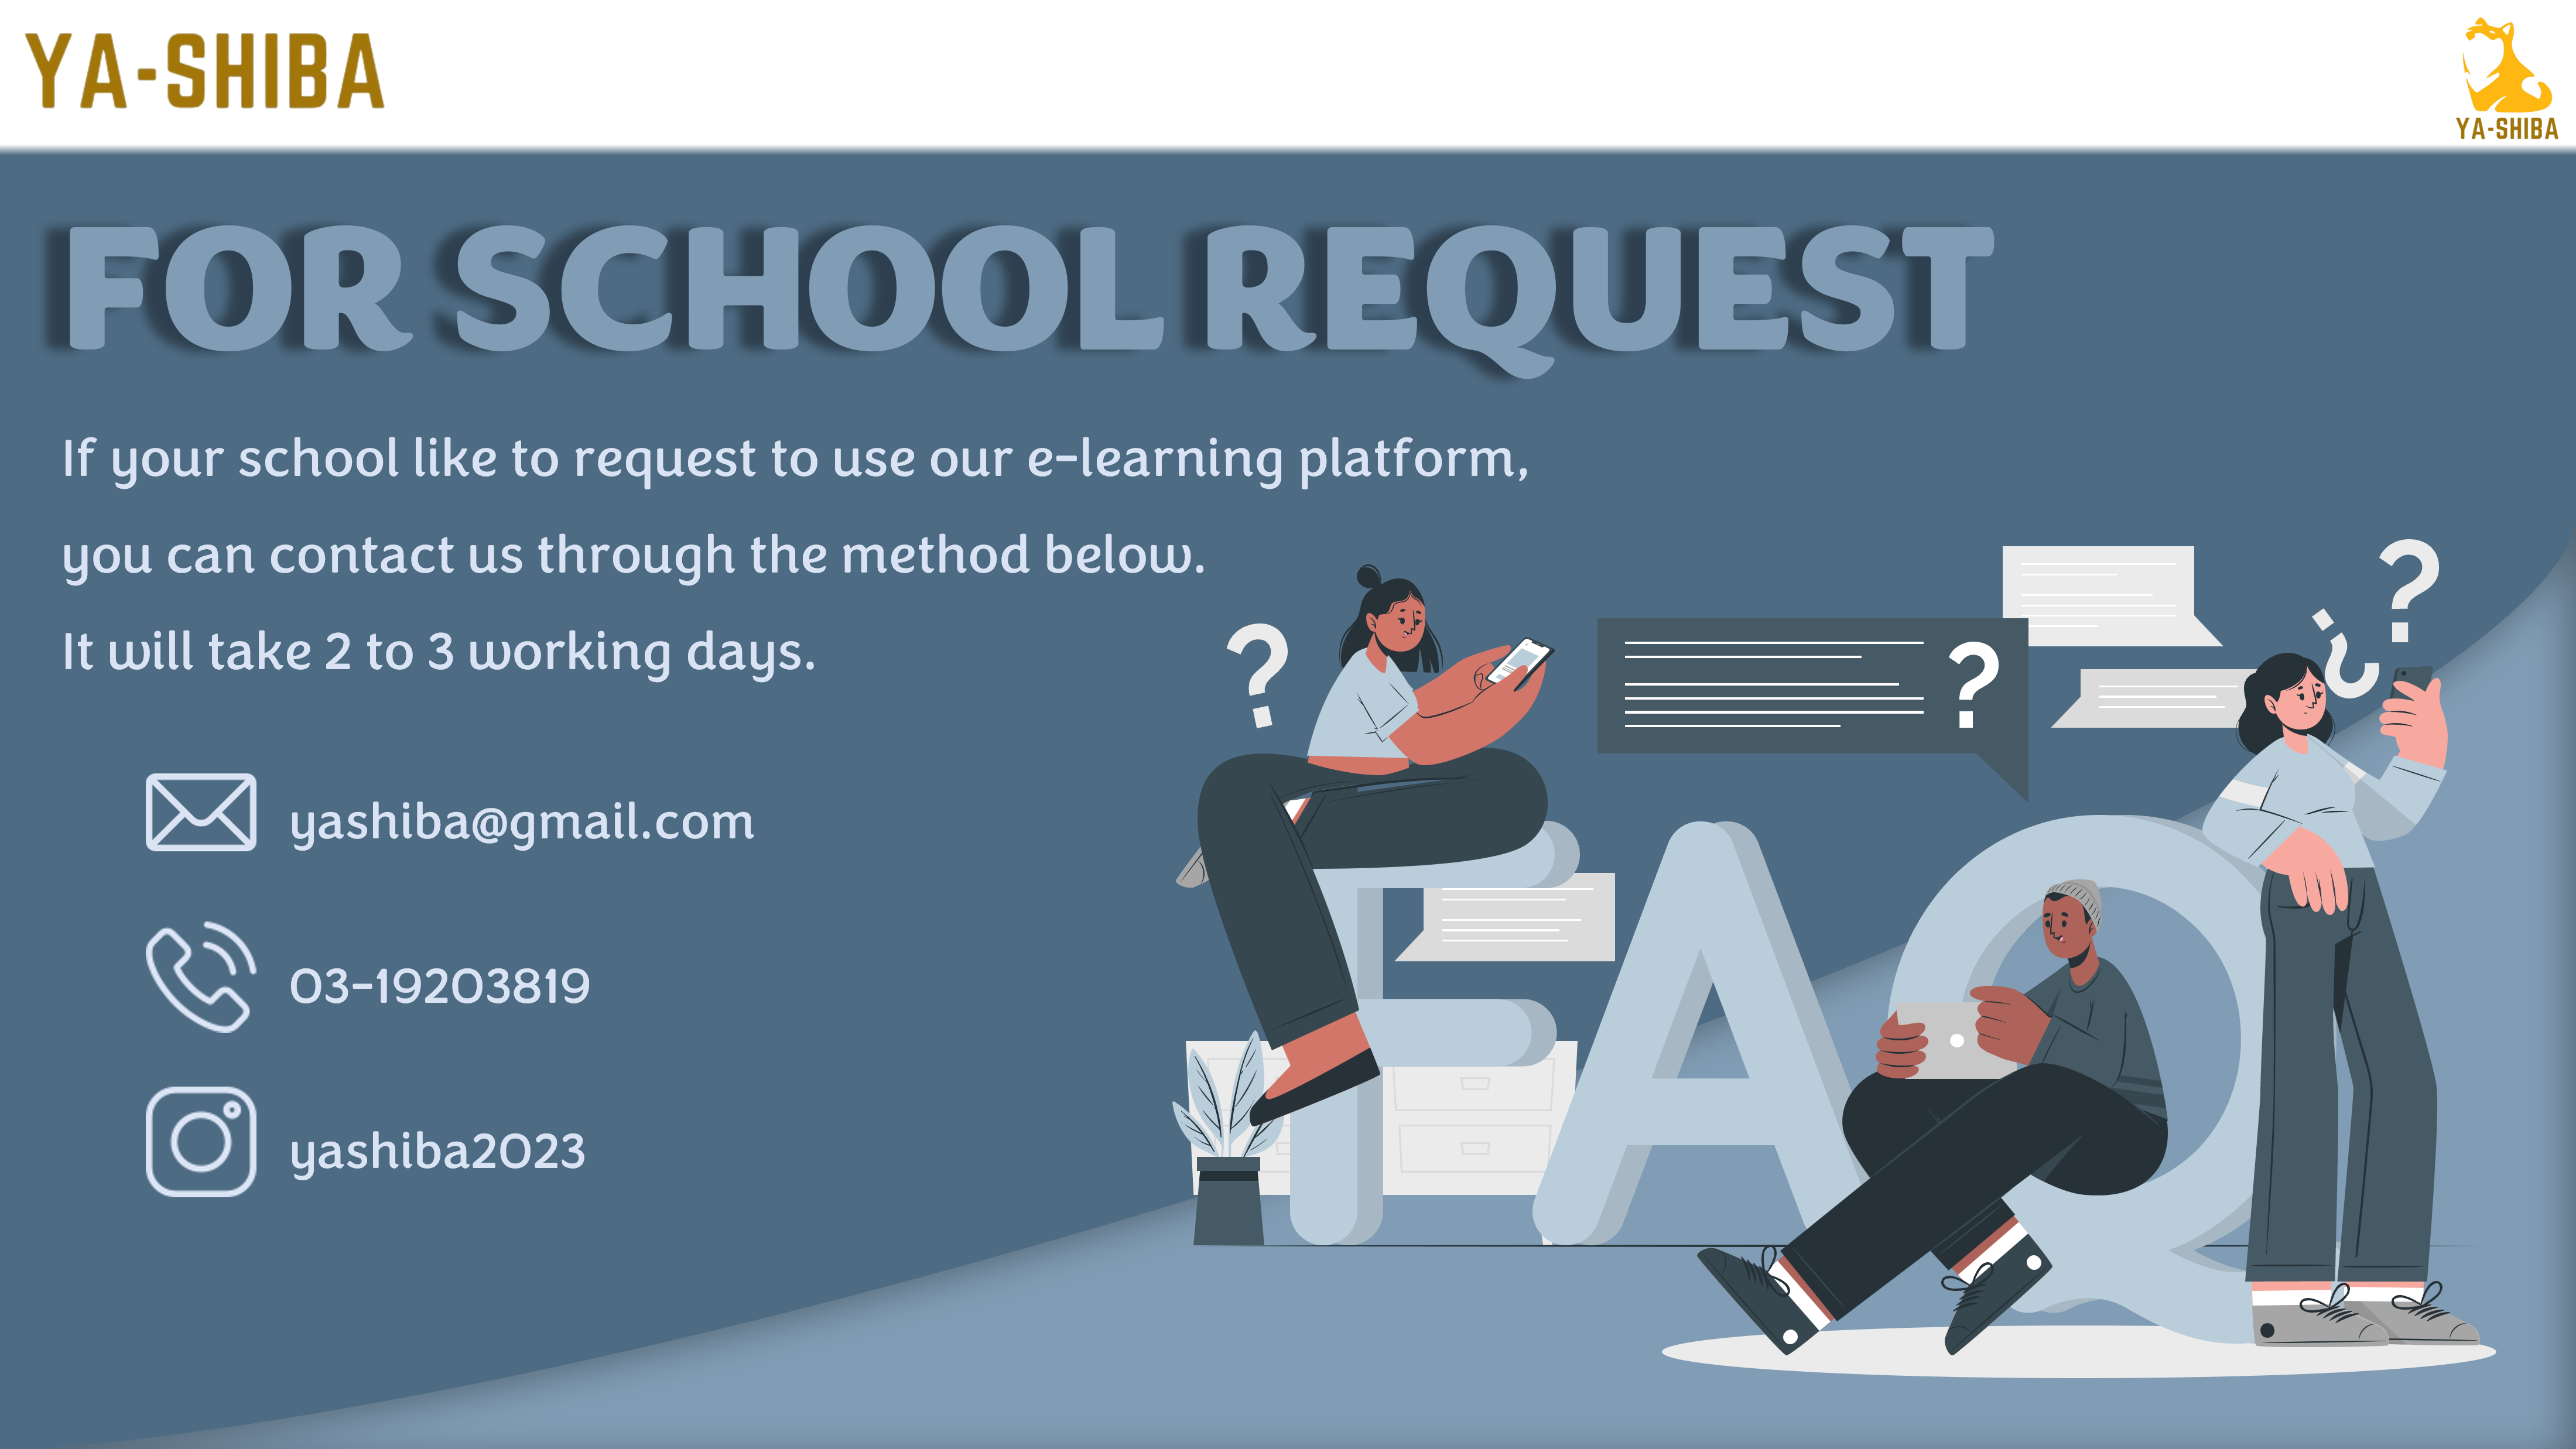 YA-SHIBA
YA-SHIBA
FOR SCHOOL REQUEST
If your school like to request to use our e-learning platform,
you can contact us through the method below.
It will take 2 to 3 working days.
yashiba@gmail.com
03-19203819
yashiba2023
?
?
?
?
FAQ